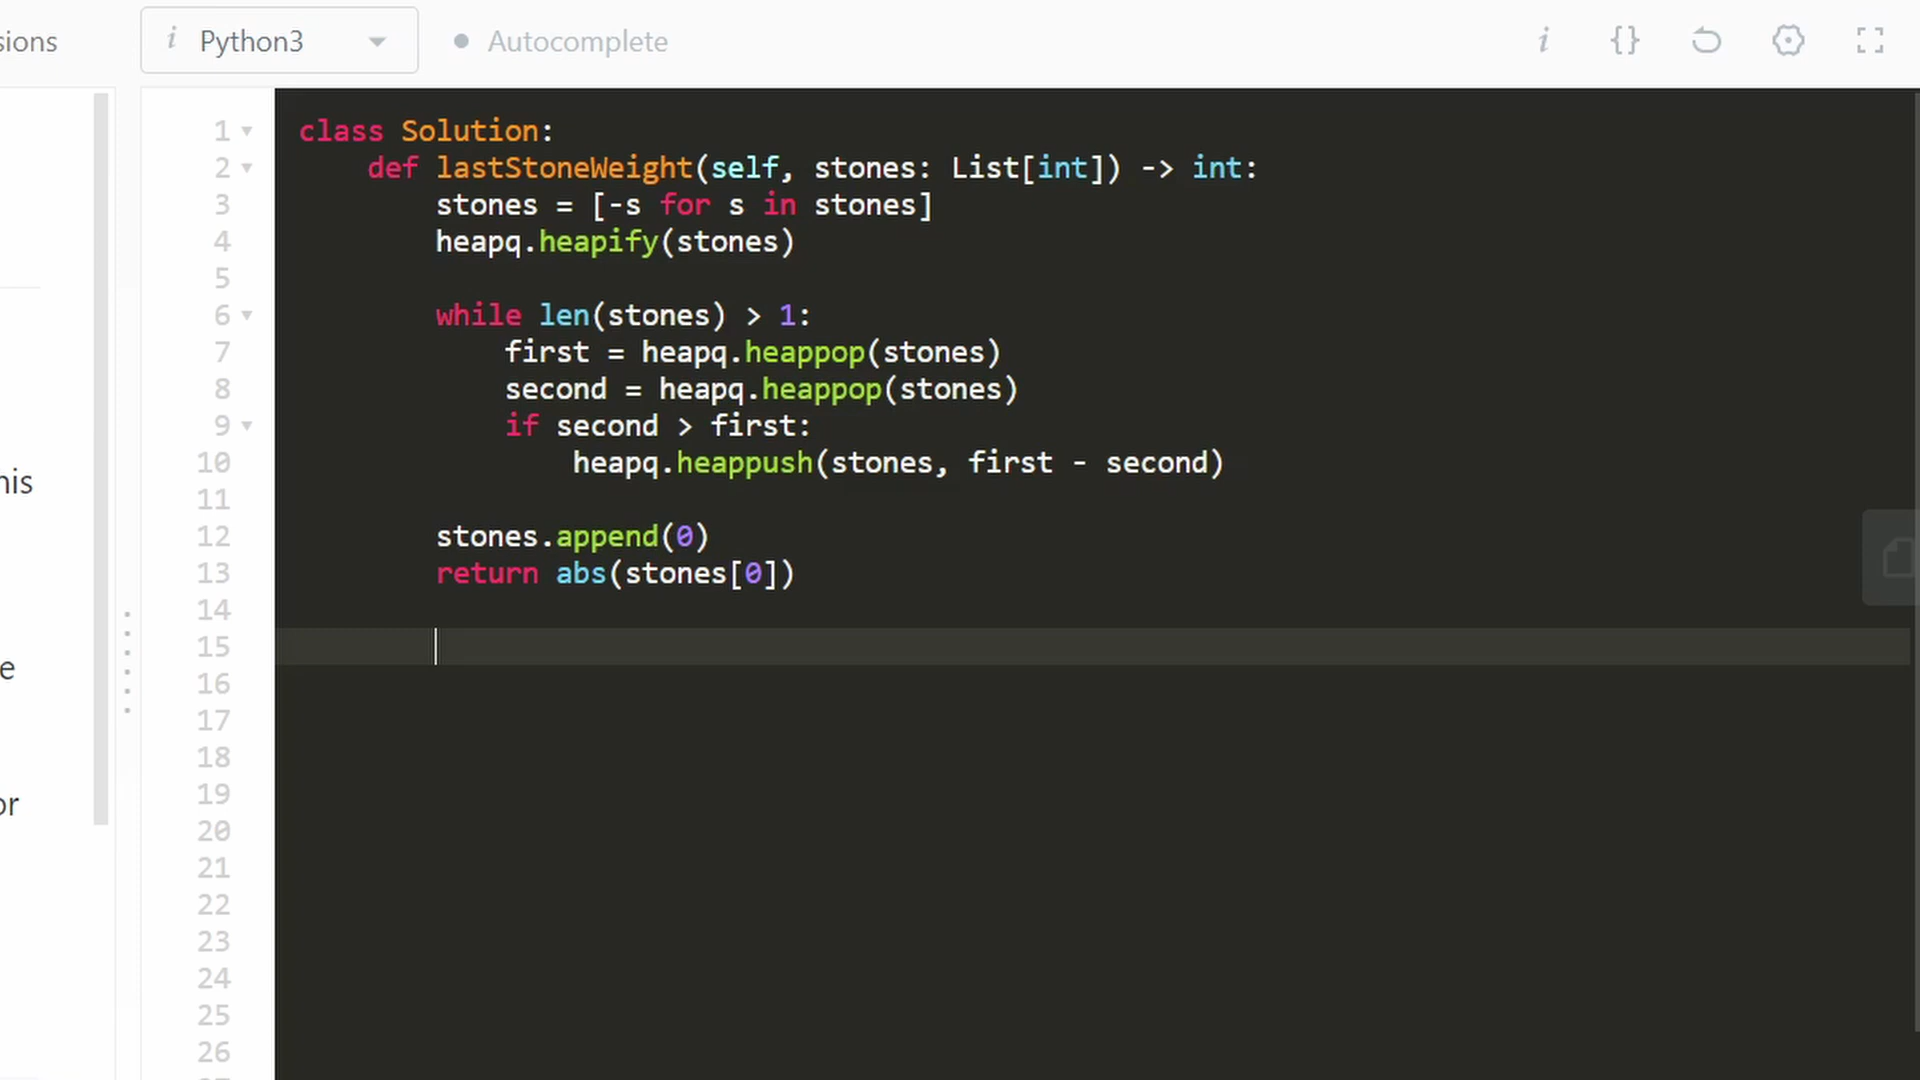 sions
i Python3
Autocomplete
i {}
1 class Solution:
2     def lastStoneWeight(self, stones: List[int]) -> int:
3         stones = [-s for s in stones]
4         heapq.heapify(stones)
5
6         while len(stones) > 1:
7             first = heapq.heappop(stones)
8             second = heapq.heappop(stones)
9             if second > first:
10                 heapq.heappush(stones, first - second)
11
12         stones.append(0)
13         return abs(stones[0])
14
15
16
17
18
19
20
21
22
23
24
25
26
his
e
or